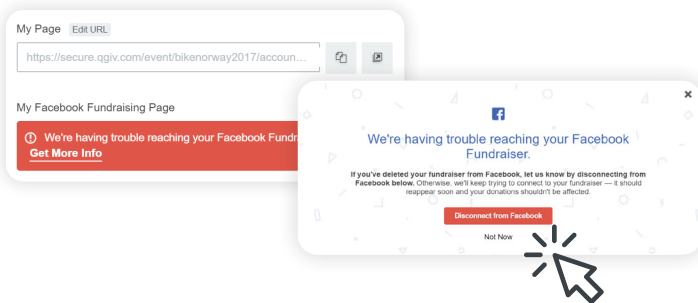 My Page Edit URL
https://secure.qgiv.com/event/bikenorway2017/accoun...
My Facebook Fundraising Page
We're having trouble reaching your Facebook Fundr
Get More Info
We're having trouble reaching your Facebook
Fundraiser.
If you've deleted your fundraiser from Facebook, let us know by disconnecting from
Facebook below. Otherwise, we'll keep trying to connect to your fundraiser — it should
reappear soon and your donations shouldn't be affected.
Disconnect from Facebook
Not Now